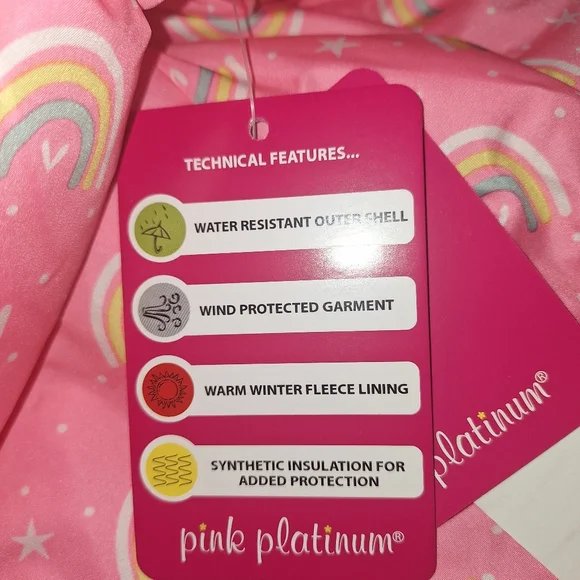 TECHNICAL FEATURES...
WATER RESISTANT OUTER SHELL
WIND PROTECTED GARMENT
WARM WINTER FLEECE LINING
SYNTHETIC INSULATION FOR
ADDED PROTECTION
pink platinum®
platinum®